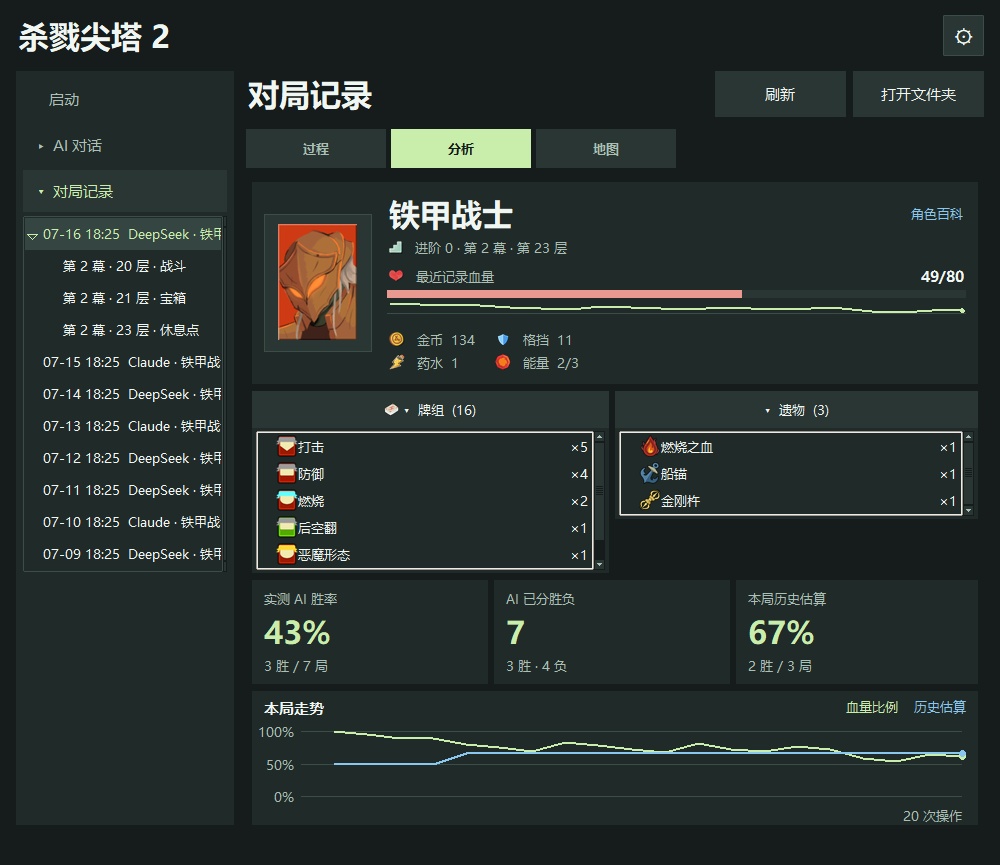 杀戮尖塔 2
启动
AI 对话
对局记录
07-16 18:25 DeepSeek · 铁甲
第 2 幕 · 20 层 · 战斗
第 2 幕 · 21 层 · 宝箱
第 2 幕 · 23 层 · 休息点
07-15 18:25 Claude · 铁甲战
07-14 18:25 DeepSeek · 铁甲
07-13 18:25 Claude · 铁甲战
07-12 18:25 DeepSeek · 铁甲
07-11 18:25 DeepSeek · 铁甲
07-10 18:25 Claude · 铁甲战
07-09 18:25 DeepSeek · 铁甲
对局记录
刷新
打开文件夹
过程
分析
地图
铁甲战士
角色百科
进阶 0 · 第 2 幕 · 第 23 层
最近记录血量
49/80
金币 134
格挡 11
药水 1
能量 2/3
牌组 (16)
打击 ×5
防御 ×4
燃烧 ×2
后空翻 ×1
恶魔形态 ×1
遗物 (3)
燃烧之血 ×1
船锚 ×1
金刚杵 ×1
实测 AI 胜率
43%
3 胜 / 7 局
AI 已分胜负
7
3 胜 · 4 负
本局历史估算
67%
2 胜 / 3 局
本局走势
血量比例
历史估算
100%
50%
0%
20 次操作